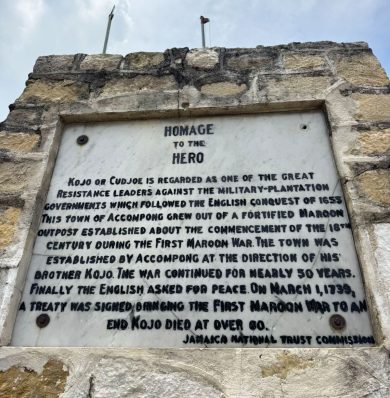 HOMAGE
TO THE
HERO
KOJO OR CUDJOE IS REGARDED AS ONE OF THE GREAT
RESISTANCE LEADERS AGAINST THE MILITARY-PLANTATION
GOVERNMENTS WHICH FOLLOWED THE ENGLISH CONQUEST OF 1655
THIS TOWN OF ACCOMPONG GREW OUT OF A FORTIFIED MAROON
OUTPOST ESTABLISHED ABOUT THE COMMENCEMENT OF THE 18TH
CENTURY DURING THE FIRST MAROON WAR. THE TOWN WAS
ESTABLISHED BY ACCOMPONG AT THE DIRECTION OF HIS
BROTHER KOJO. THE WAR CONTINUED FOR NEARLY 50 YEARS.
FINALLY THE ENGLISH ASKED FOR PEACE. ON MARCH 1, 1739,
A TREATY WAS SIGNED BRINGING THE FIRST MAROON WAR TO AN
END KOJO DIED AT OVER 80.
JAMAICA NATIONAL TRUST COMMISSION